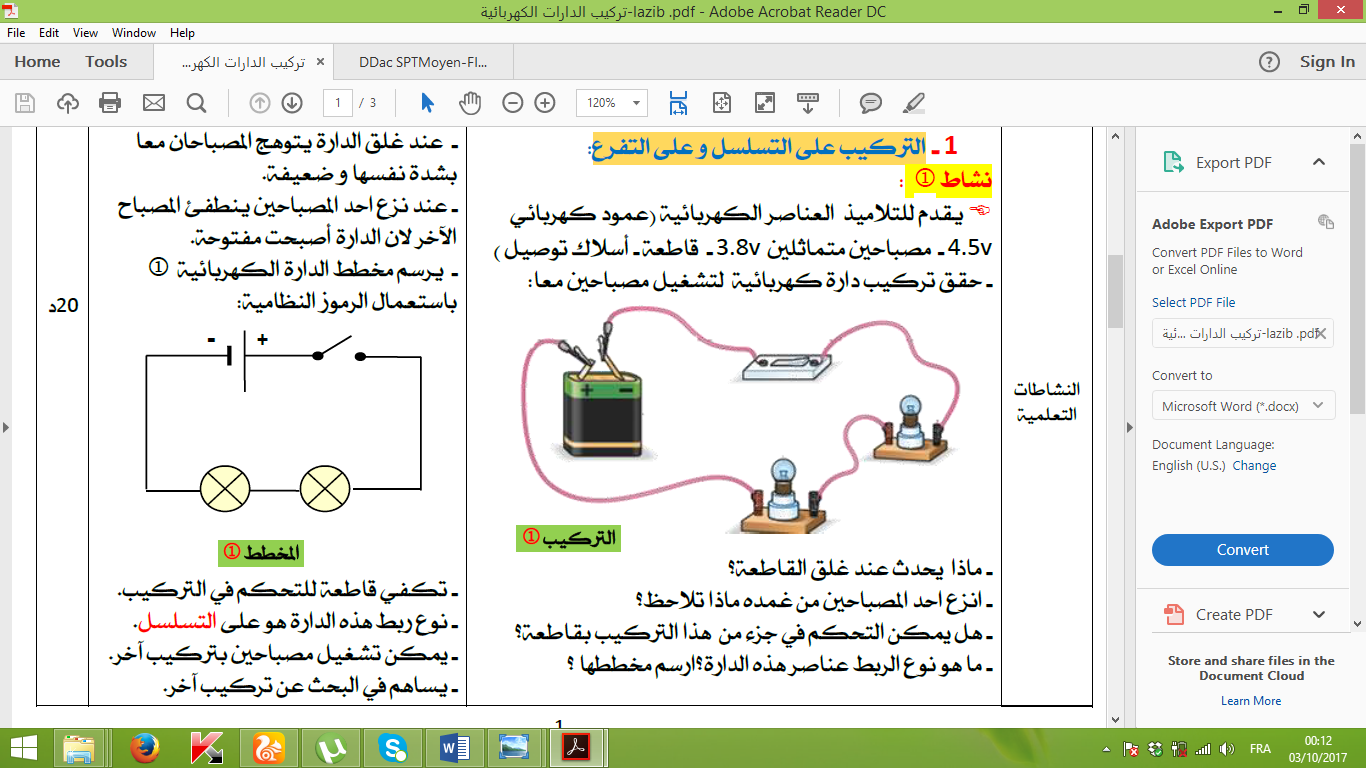 تركيب الدارات الكهربائية-lazib .pdf - Adobe Acrobat Reader DC
File Edit View Window Help
Home Tools تركيب الدارات الكهر... × DDac SPTMoyen-Fl... Sign In
1 / 3 120%
1 ـ التركيب على التسلسل و على التفرع:
نشاط ① :
☜ يقدم للتلاميذ العناصر الكهربائية (عمود كهربائي
4.5v ـ مصباحين متماثلين 3.8v ـ قاطعة ـ أسلاك توصيل )
ـ حقق تركيب دارة كهربائية لتشغيل مصباحين معا:
+ −
التركيب ①
ـ ماذا يحدث عند غلق القاطعة؟
ـ انزع احد المصباحين من غمده ماذا تلاحظ؟
ـ هل يمكن التحكم في جزء من هذا التركيب بقاطعة؟
ـ ما هو نوع الربط عناصر هذه الدارة؟ارسم مخططها ؟
النشاطات
التعلمية
ـ عند غلق الدارة يتوهج المصباحان معا
بشدة نفسها و ضعيفة.
ـ عند نزع احد المصباحين ينطفئ المصباح
الآخر لان الدارة أصبحت مفتوحة.
ـ يرسم مخطط الدارة الكهربائية ①
باستعمال الرموز النظامية:
- +
المخطط ①
ـ تكفي قاطعة للتحكم في التركيب.
ـ نوع ربط هذه الدارة هو على التسلسل.
ـ يمكن تشغيل مصباحين بتركيب آخر.
ـ يساهم في البحث عن تركيب آخر.
20د
1
Export PDF
Adobe Export PDF
Convert PDF Files to Word
or Excel Online
Select PDF File
تركيب الدارات ...ئية-lazib .pdf
Convert to
Microsoft Word (*.docx)
Document Language:
English (U.S.) Change
Convert
Create PDF
Store and share files in the
Document Cloud
Learn More
FRA
00:12
03/10/2017